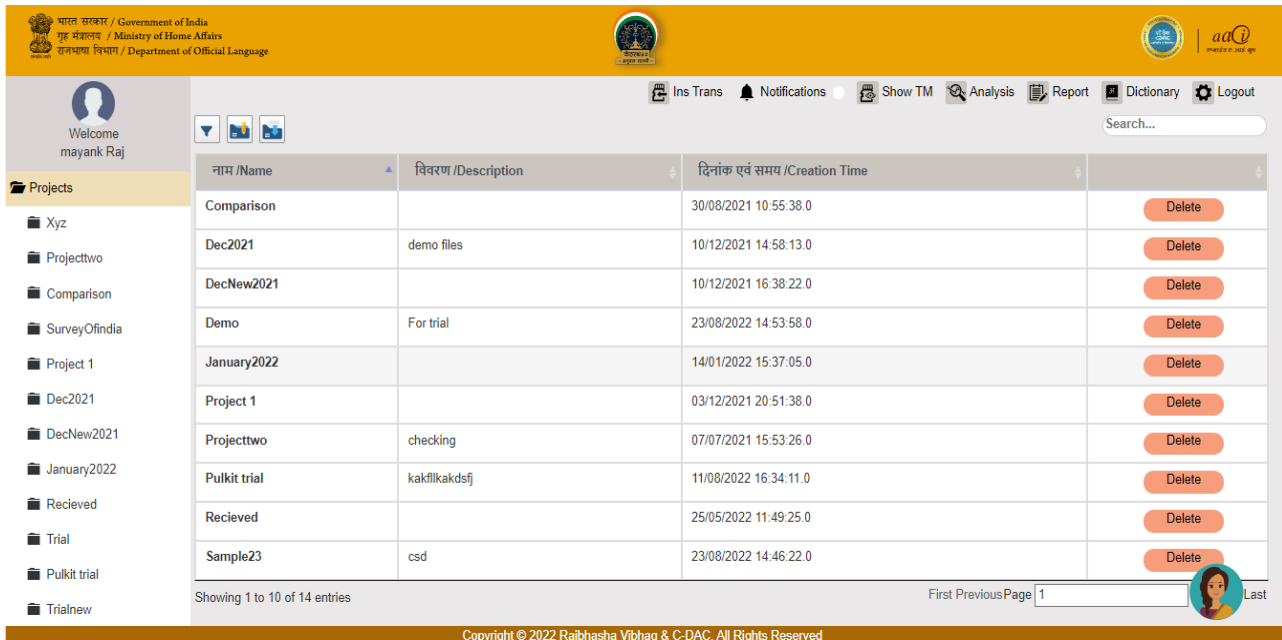 भारत सरकार / Government of India
गृह मंत्रालय / Ministry of Home Affairs
राजभाषा विभाग / Department of Official Language
aai
Ins Trans Notifications Show TM Analysis Report Dictionary Logout
Welcome
mayank Raj
Search...
Projects
Xyz
Projecttwo
Comparison
SurveyOfindia
Project 1
Dec2021
DecNew2021
January2022
Recieved
Trial
Pulkit trial
Trialnew
नाम /Name विवरण /Description दिनांक एवं समय /Creation Time
Comparison 30/08/2021 10:55:38.0 Delete
Dec2021 demo files 10/12/2021 14:58:13.0 Delete
DecNew2021 10/12/2021 16:38:22.0 Delete
Demo For trial 23/08/2022 14:53:58.0 Delete
January2022 14/01/2022 15:37:05.0 Delete
Project 1 03/12/2021 20:51:38.0 Delete
Projecttwo checking 07/07/2021 15:53:26.0 Delete
Pulkit trial kakfllkakdsfj 11/08/2022 16:34:11.0 Delete
Recieved 25/05/2022 11:49:25.0 Delete
Sample23 csd 23/08/2022 14:46:22.0 Delete
Showing 1 to 10 of 14 entries First Previous Page 1 Last
Copyright © 2022 Rajbhasha Vibhag & C-DAC. All Rights Reserved